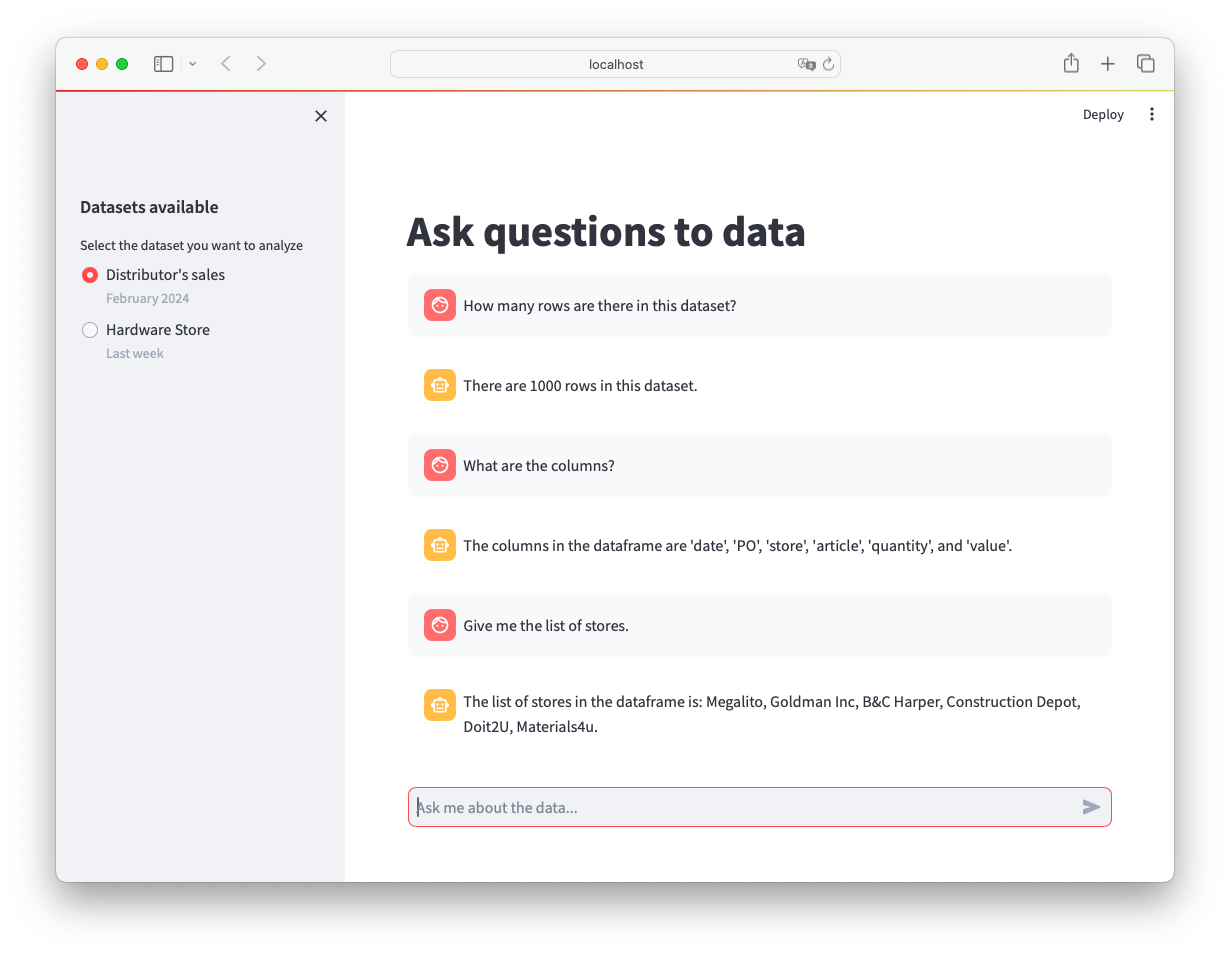 localhost
Deploy
Datasets available
Select the dataset you want to analyze
Distributor's sales
February 2024
Hardware Store
Last week
Ask questions to data
How many rows are there in this dataset?
There are 1000 rows in this dataset.
What are the columns?
The columns in the dataframe are 'date', 'PO', 'store', 'article', 'quantity', and 'value'.
Give me the list of stores.
The list of stores in the dataframe is: Megalito, Goldman Inc, B&C Harper, Construction Depot,
Doit2U, Materials4u.
Ask me about the data...